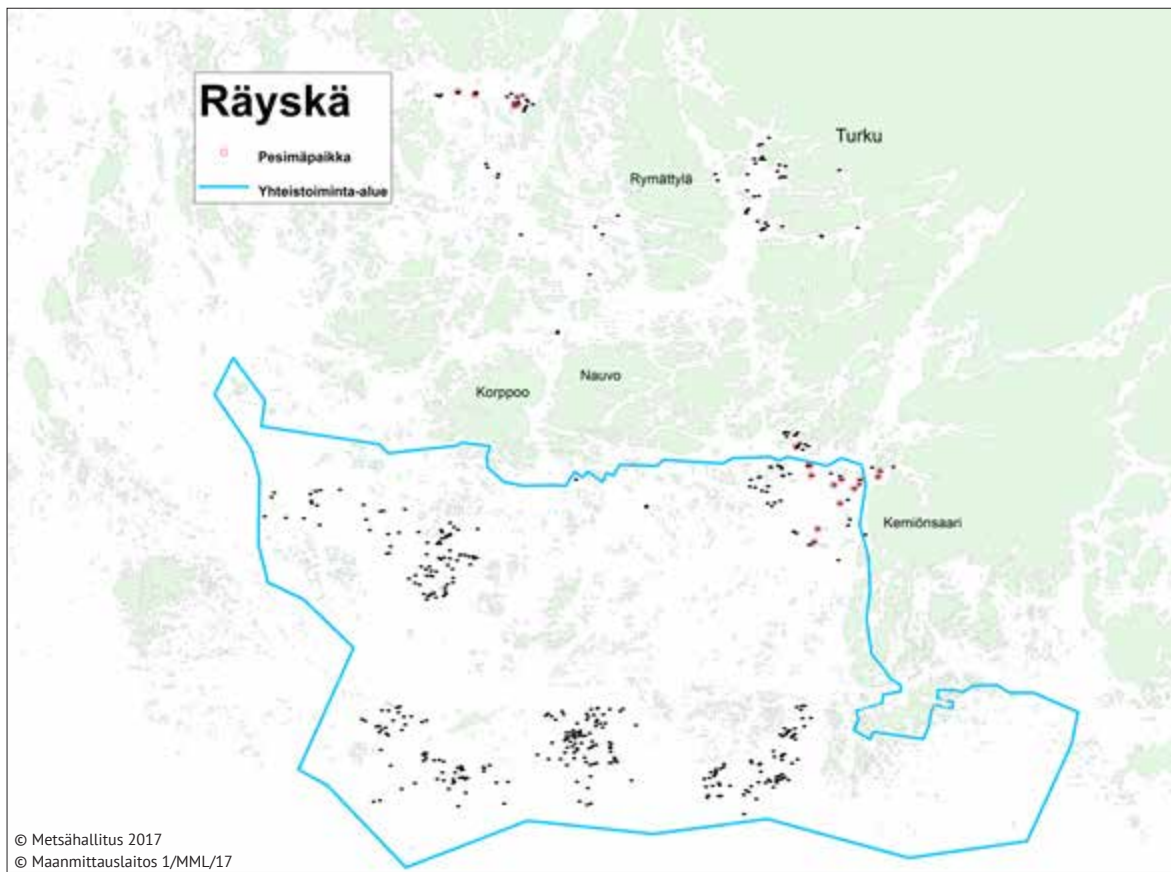 Räyskä
Pesimäpaikka
Yhteistoiminta-alue
Turku
Rymättylä
Nauvo
Korppoo
Kemiönsaari
© Metsähallitus 2017
© Maanmittauslaitos 1/MML/17